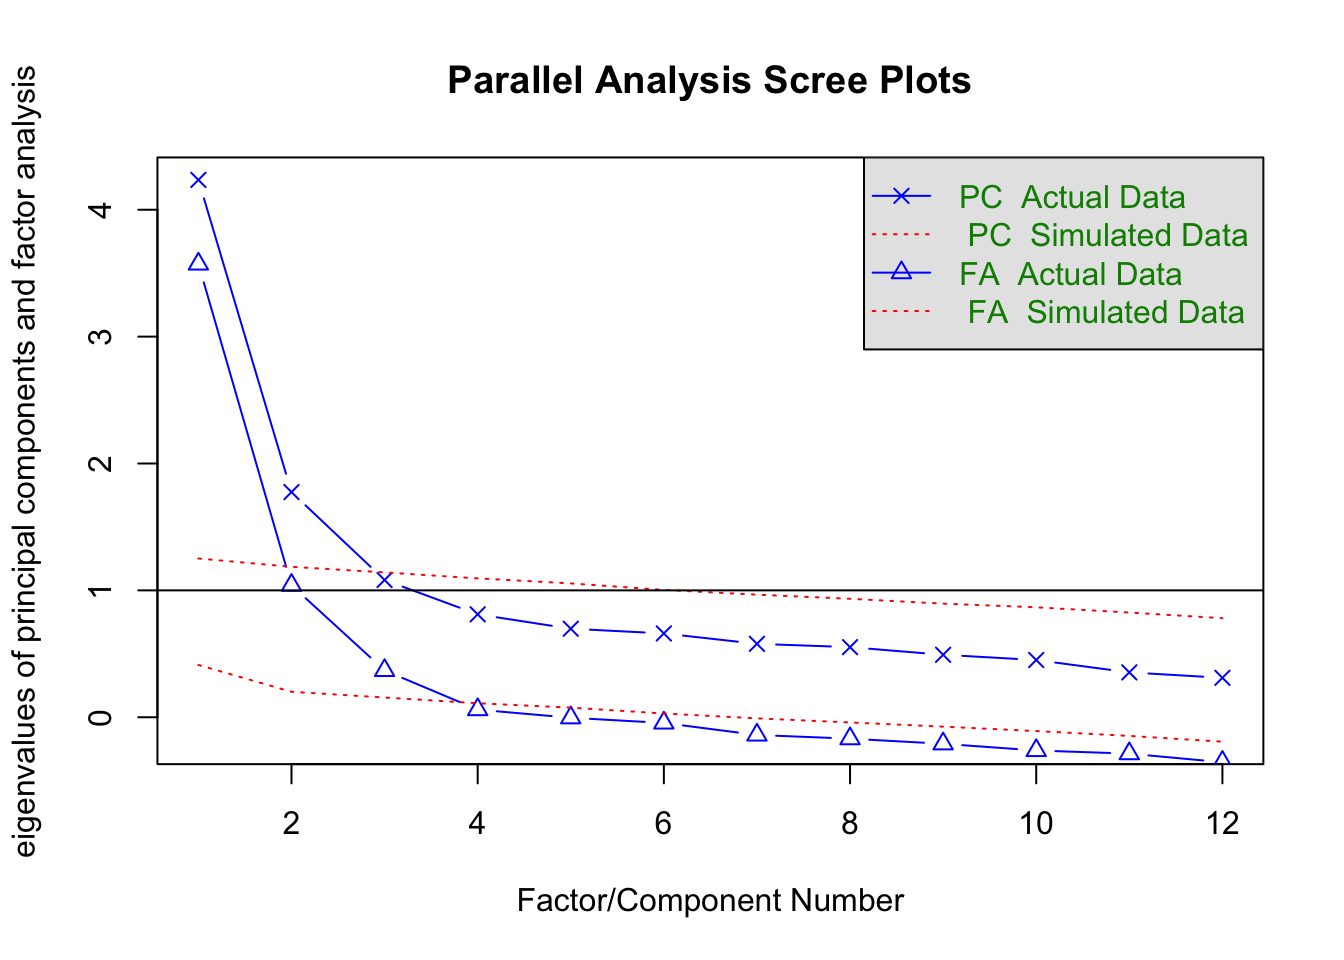 Parallel Analysis Scree Plots
eigenvalues of principal components and factor analysis
4
3
2
1
0
PC  Actual Data
PC  Simulated Data
FA  Actual Data
FA  Simulated Data
2 4 6 8 10 12
Factor/Component Number